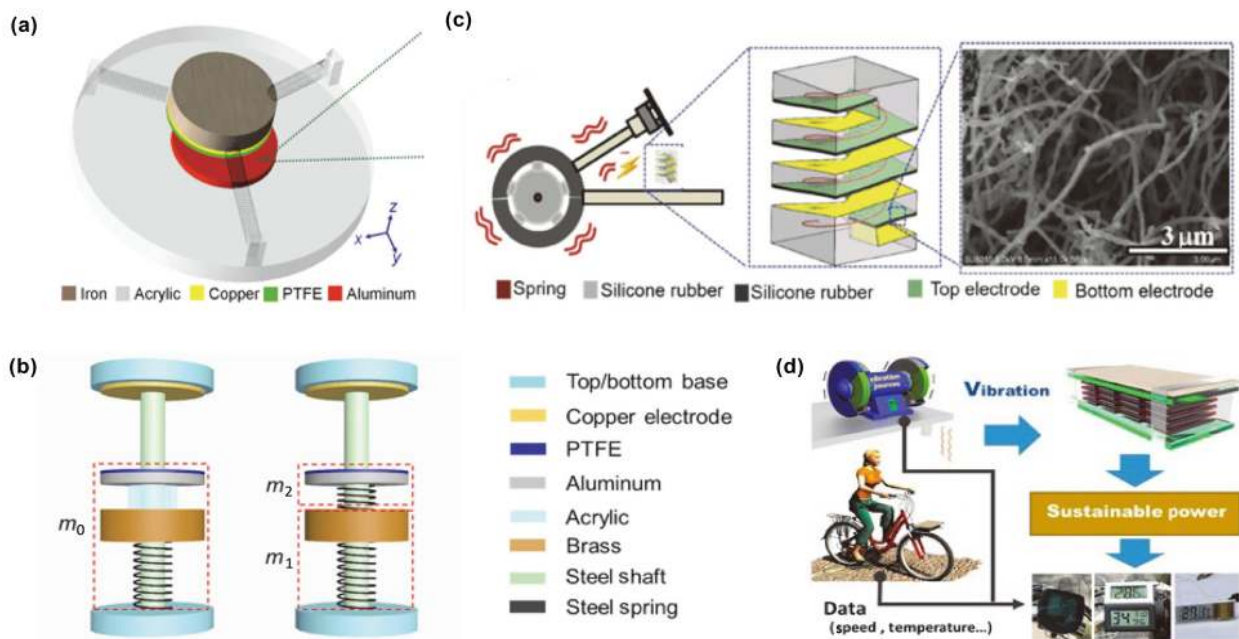 (a)
z
x
y
Iron Acrylic Copper PTFE Aluminum
(c)
3 μm
Spring Silicone rubber Silicone rubber Top electrode Bottom electrode
(b)
m0
m2
m1
Top/bottom base
Copper electrode
PTFE
Aluminum
Acrylic
Brass
Steel shaft
Steel spring
(d)
vibration
sources
Vibration
Sustainable power
Data
(speed , temperature...)